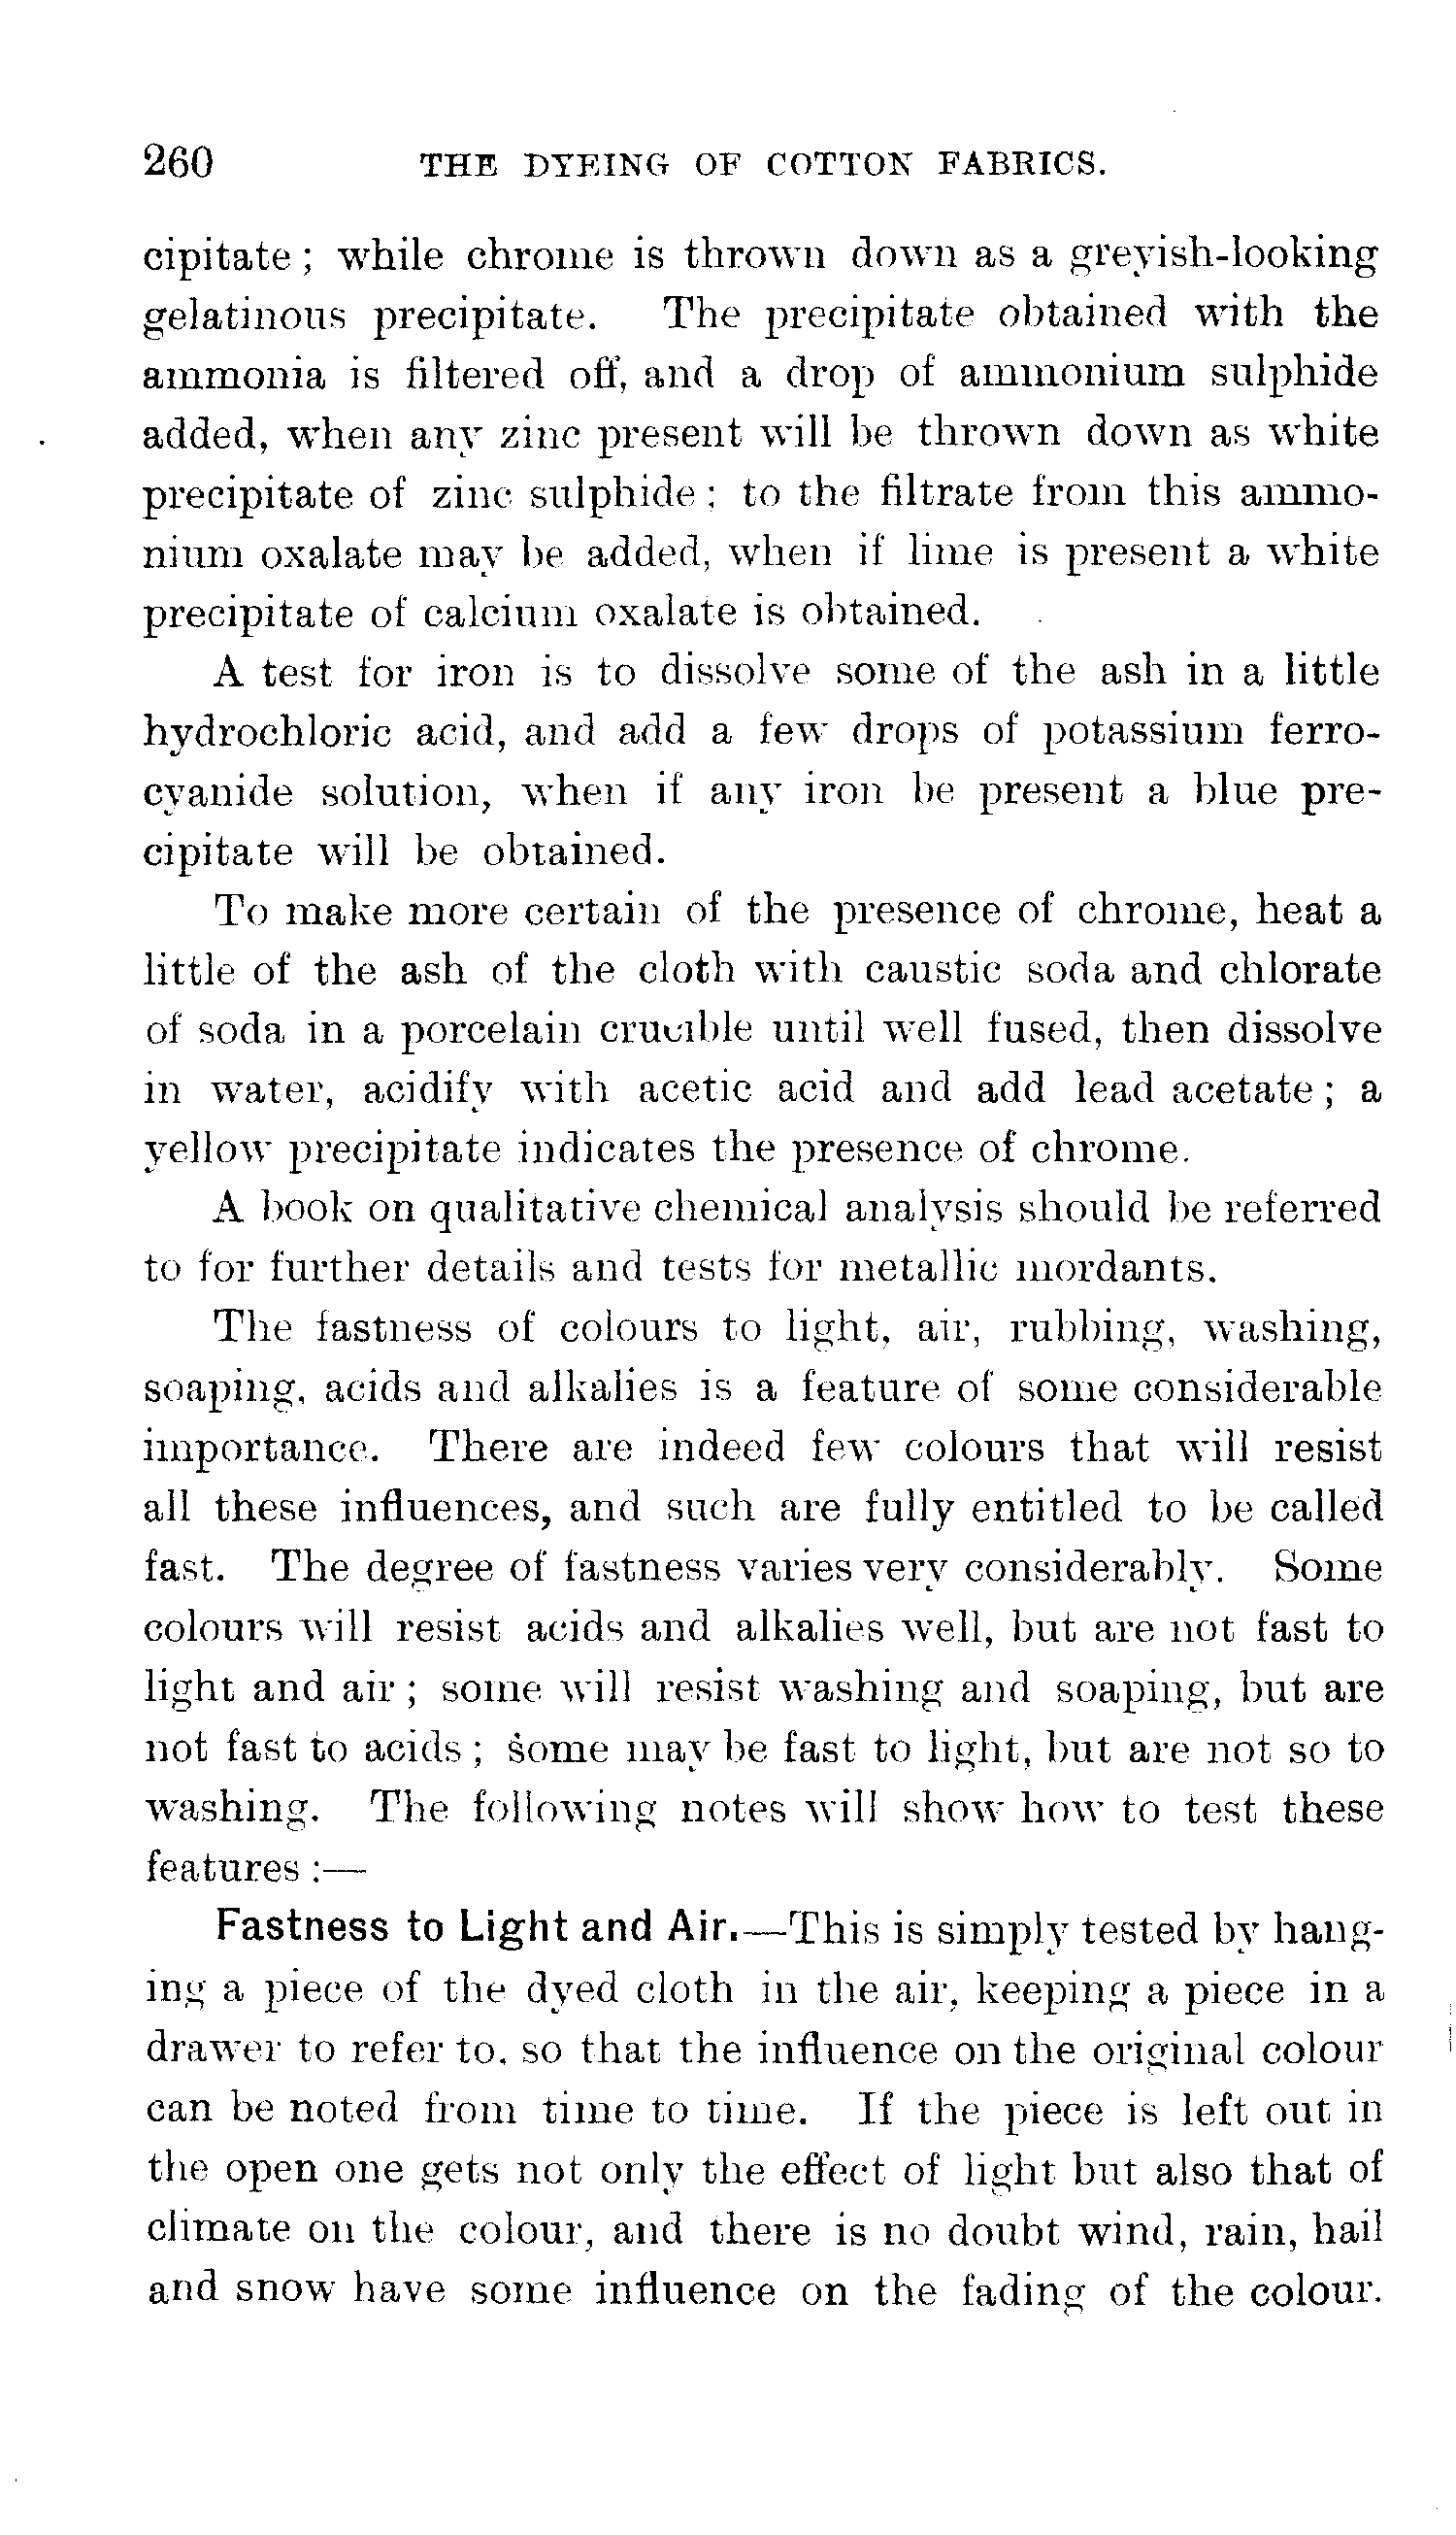 260 THE DYEING OF COTTON FABRICS.
cipitate; while chrome is thrown down as a greyish-looking
gelatinous precipitate. The precipitate obtained with the
ammonia is filtered off, and a drop of ammonium sulphide
added, when any zinc present will be thrown down as white
precipitate of zinc sulphide; to the filtrate from this ammo-
nium oxalate may be added, when if lime is present a white
precipitate of calcium oxalate is obtained.
A test for iron is to dissolve some of the ash in a little
hydrochloric acid, and add a few drops of potassium ferro-
cyanide solution, when if any iron be present a blue pre-
cipitate will be obtained.
To make more certain of the presence of chrome, heat a
little of the ash of the cloth with caustic soda and chlorate
of soda in a porcelain crucible until well fused, then dissolve
in water, acidify with acetic acid and add lead acetate; a
yellow precipitate indicates the presence of chrome.
A book on qualitative chemical analysis should be referred
to for further details and tests for metallic mordants.
The fastness of colours to light, air, rubbing, washing,
soaping, acids and alkalies is a feature of some considerable
importance. There are indeed few colours that will resist
all these influences, and such are fully entitled to be called
fast. The degree of fastness varies very considerably. Some
colours will resist acids and alkalies well, but are not fast to
light and air; some will resist washing and soaping, but are
not fast to acids; some may be fast to light, but are not so to
washing. The following notes will show how to test these
features:—
Fastness to Light and Air.—This is simply tested by hang-
ing a piece of the dyed cloth in the air, keeping a piece in a
drawer to refer to, so that the influence on the original colour
can be noted from time to time. If the piece is left out in
the open one gets not only the effect of light but also that of
climate on the colour, and there is no doubt wind, rain, hail
and snow have some influence on the fading of the colour.